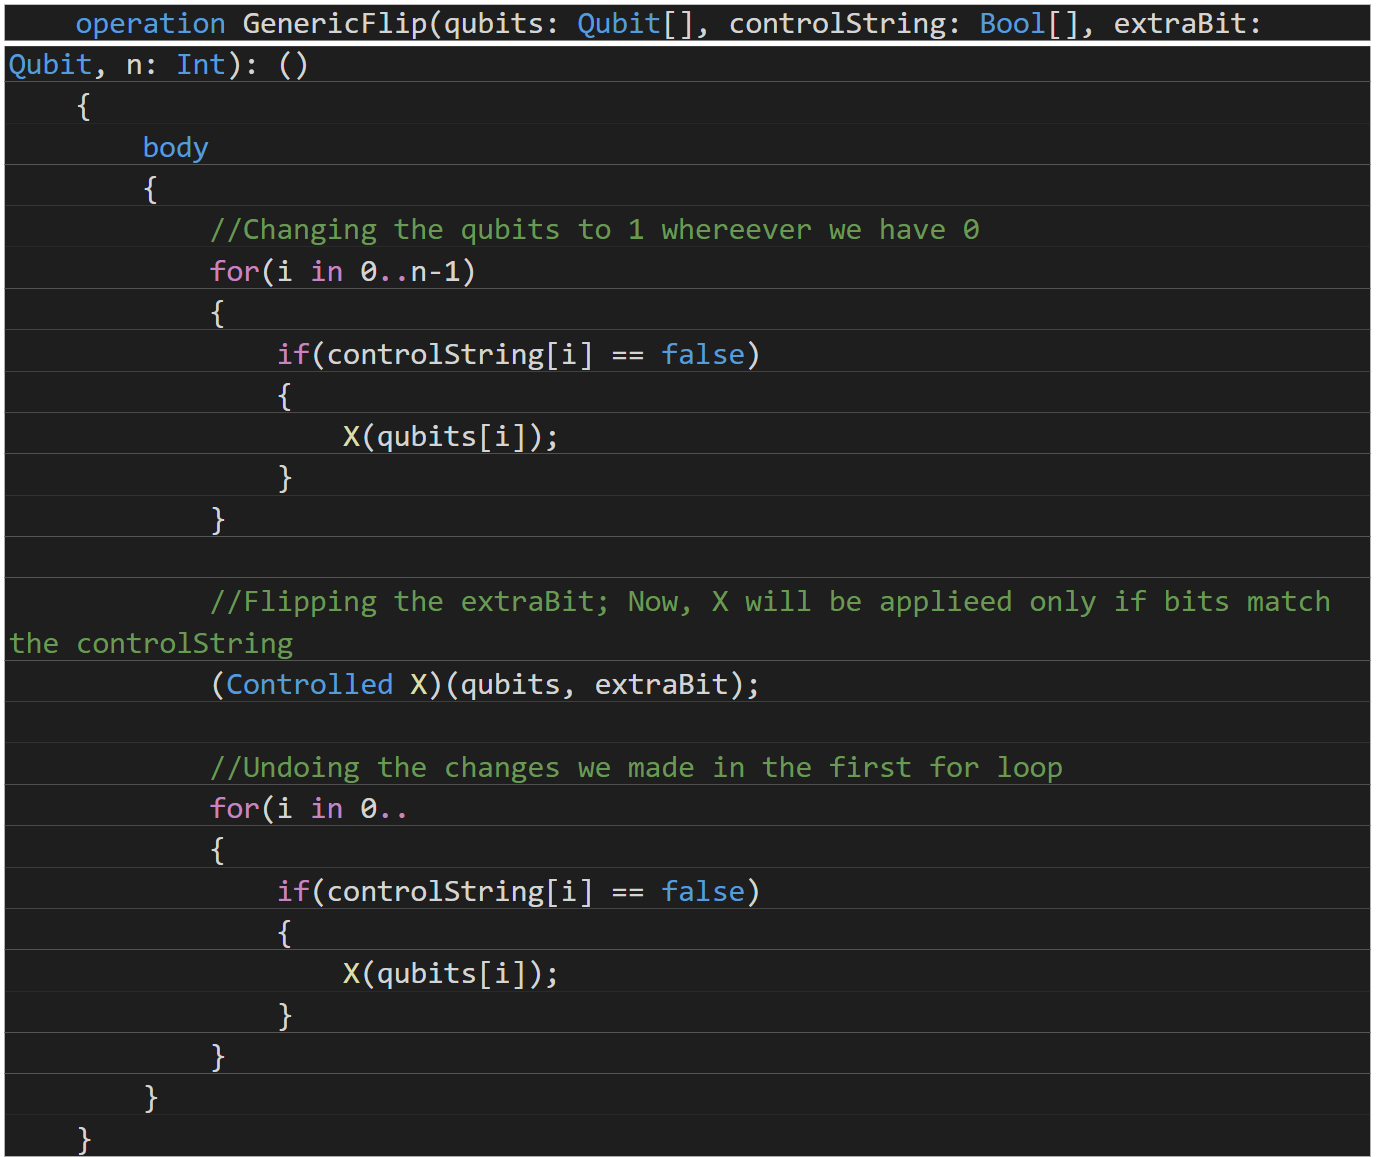 operation GenericFlip(qubits: Qubit[], controlString: Bool[], extraBit:
Qubit, n: Int): ()
{
body
{
//Changing the qubits to 1 whereever we have 0
for(i in 0..n-1)
{
if(controlString[i] == false)
{
X(qubits[i]);
}
}
//Flipping the extraBit; Now, X will be applieed only if bits match
the controlString
(Controlled X)(qubits, extraBit);
//Undoing the changes we made in the first for loop
for(i in 0..
{
if(controlString[i] == false)
{
X(qubits[i]);
}
}
}
}